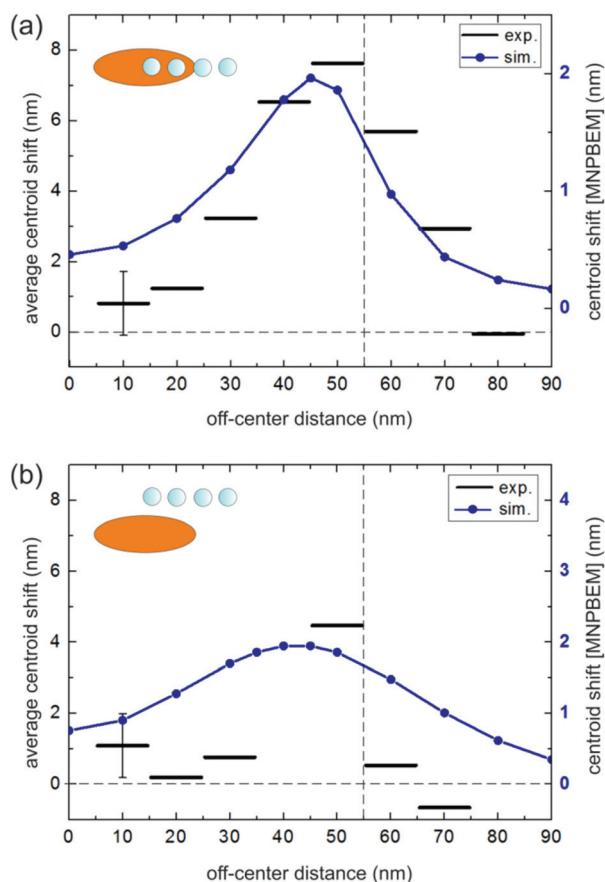 (a)
exp.
sim.
8
6
4
2
0
average centroid shift (nm)
2
1
0
centroid shift [MNPBEM] (nm)
0 10 20 30 40 50 60 70 80 90
off-center distance (nm)
(b)
exp.
sim.
8
6
4
2
0
average centroid shift (nm)
4
3
2
1
0
centroid shift [MNPBEM] (nm)
0 10 20 30 40 50 60 70 80 90
off-center distance (nm)